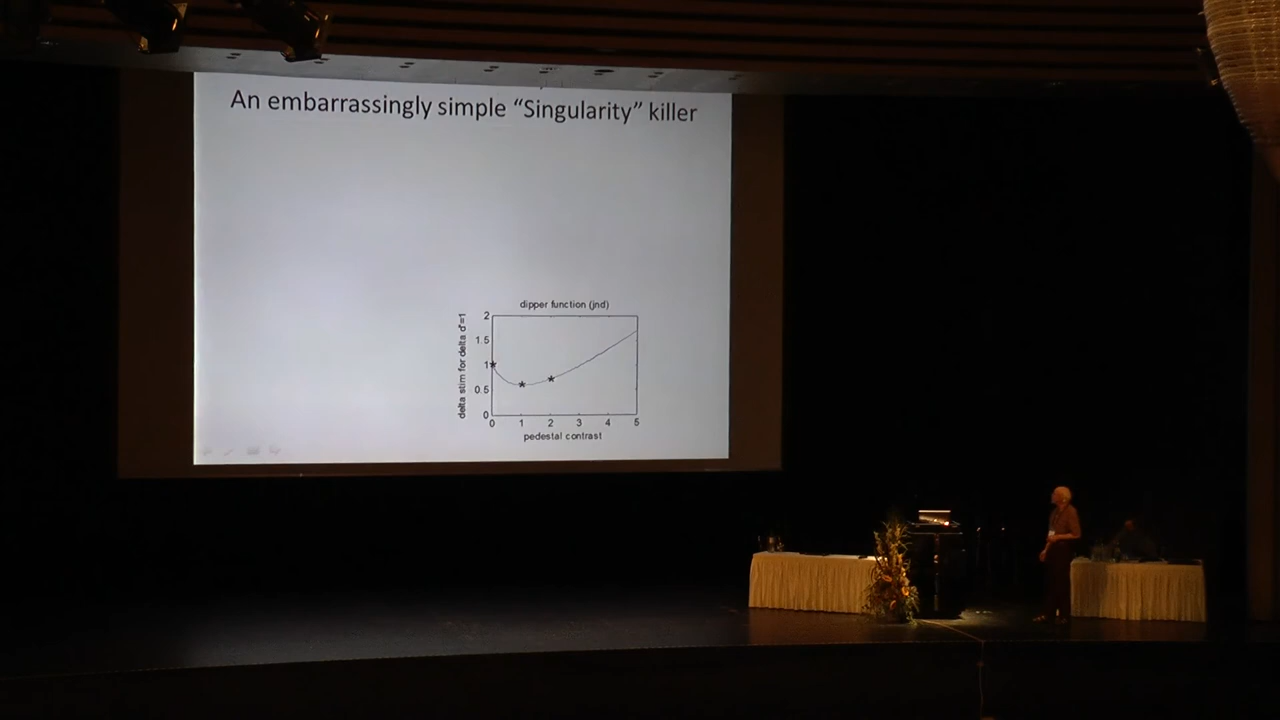 An embarrassingly simple “Singularity” killer
dipper function (jnd)
delta stim for delta d'=1
2
1.5
1
0.5
0
0 1 2 3 4 5
pedestal contrast